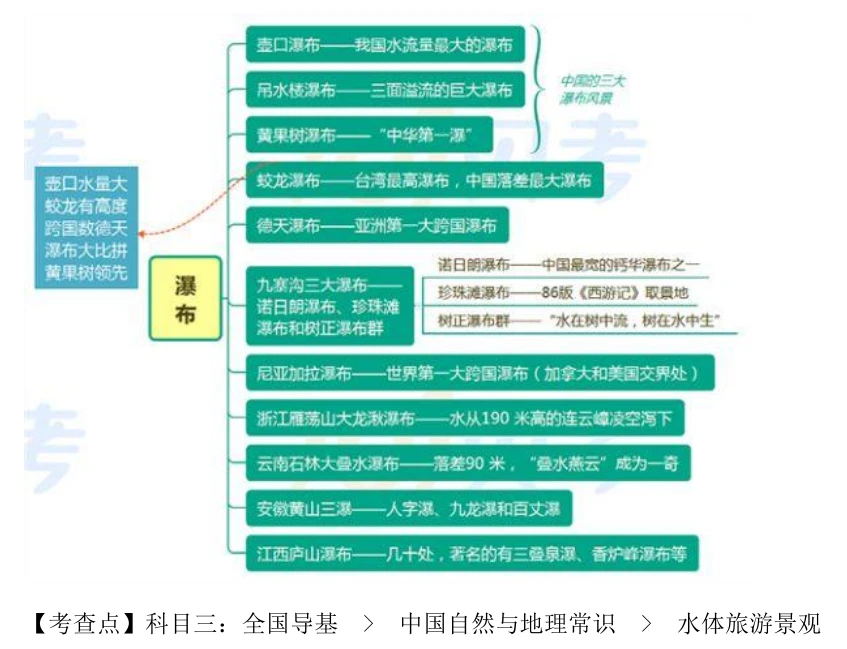 壶口瀑布——我国水流量最大的瀑布
吊水楼瀑布——三面溢流的巨大瀑布
黄果树瀑布——“中华第一瀑”
中国的三大
瀑布风景
蛟龙瀑布——台湾最高瀑布，中国落差最大瀑布
德天瀑布——亚洲第一大跨国瀑布
壶口水量大
蛟龙有高度
跨国数德天
瀑布大比拼
黄果树领先
瀑
布
九寨沟三大瀑布——
诺日朗瀑布、珍珠滩
瀑布和树正瀑布群
诺日朗瀑布——中国最宽的钙华瀑布之一
珍珠滩瀑布——86版《西游记》取景地
树正瀑布群——“水在树中流，树在水中生”
尼亚加拉瀑布——世界第一大跨国瀑布（加拿大和美国交界处）
浙江雁荡山大龙湫瀑布——水从190 米高的连云嶂凌空泻下
云南石林大叠水瀑布——落差90 米，“叠水燕云”成为一奇
安徽黄山三瀑——人字瀑、九龙瀑和百丈瀑
江西庐山瀑布——几十处，著名的有三叠泉瀑、香炉峰瀑布等
【考查点】科目三：全国导基 > 中国自然与地理常识 > 水体旅游景观